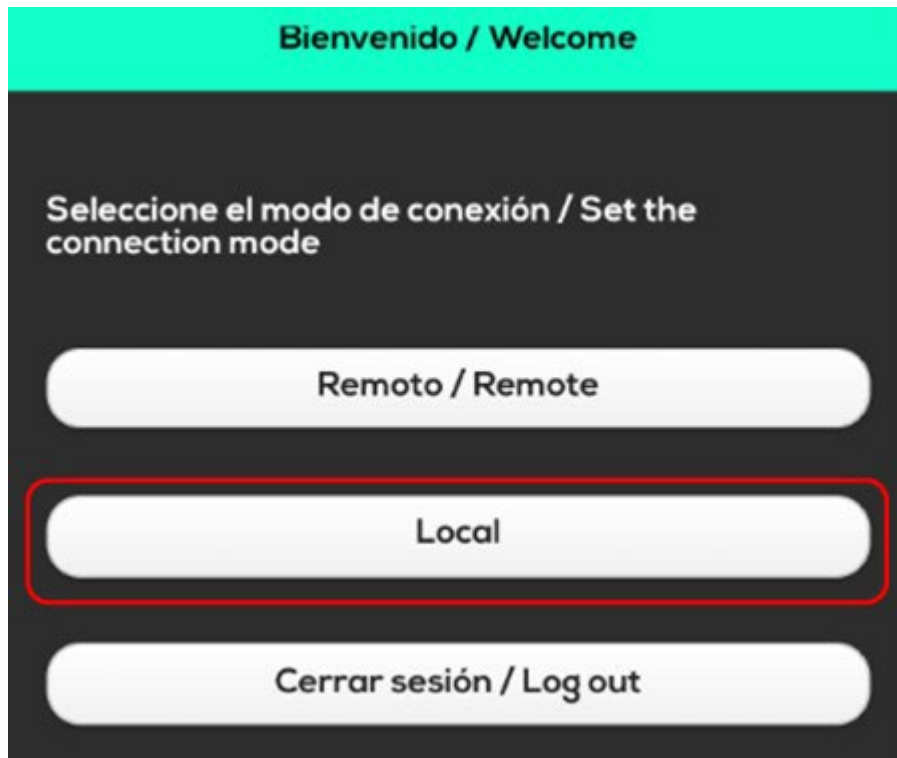 Bienvenido / Welcome
Seleccione el modo de conexión / Set the
connection mode
Remoto / Remote
Local
Cerrar sesión / Log out